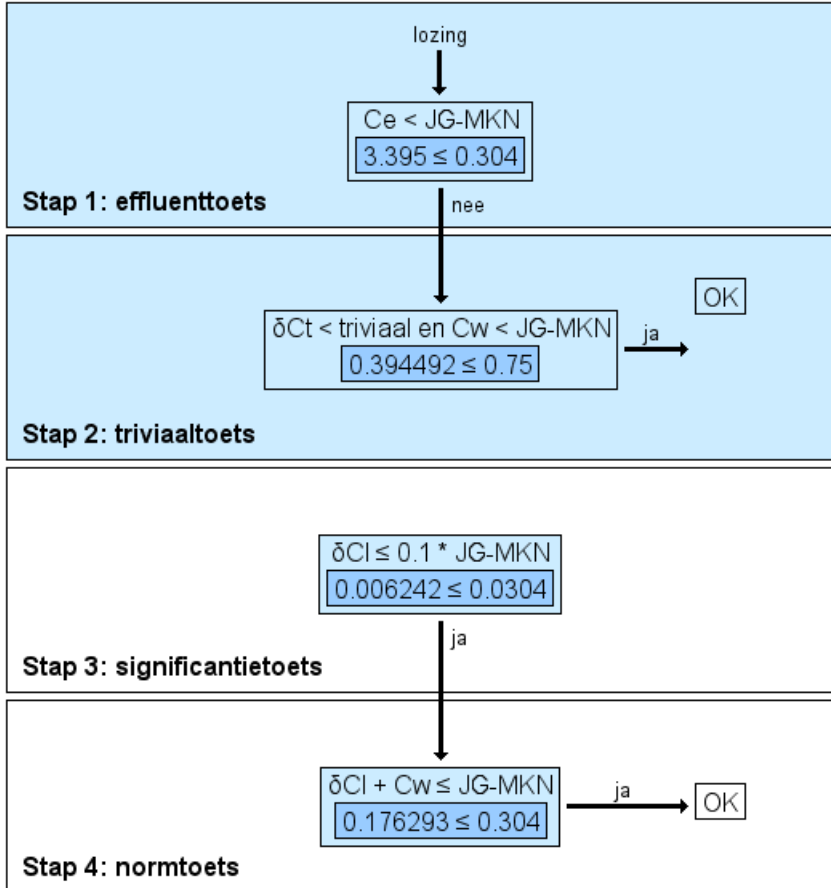 lozing
Ce < JG-MKN
3.395 ≤ 0.304
Stap 1: effluenttoets
nee
OK
δCt < triviaal en Cw < JG-MKN
ja
0.394492 ≤ 0.75
Stap 2: triviaaltoets
δCl ≤ 0.1 * JG-MKN
0.006242 ≤ 0.0304
ja
Stap 3: significantietoets
δCl + Cw ≤ JG-MKN
ja
OK
0.176293 ≤ 0.304
Stap 4: normtoets